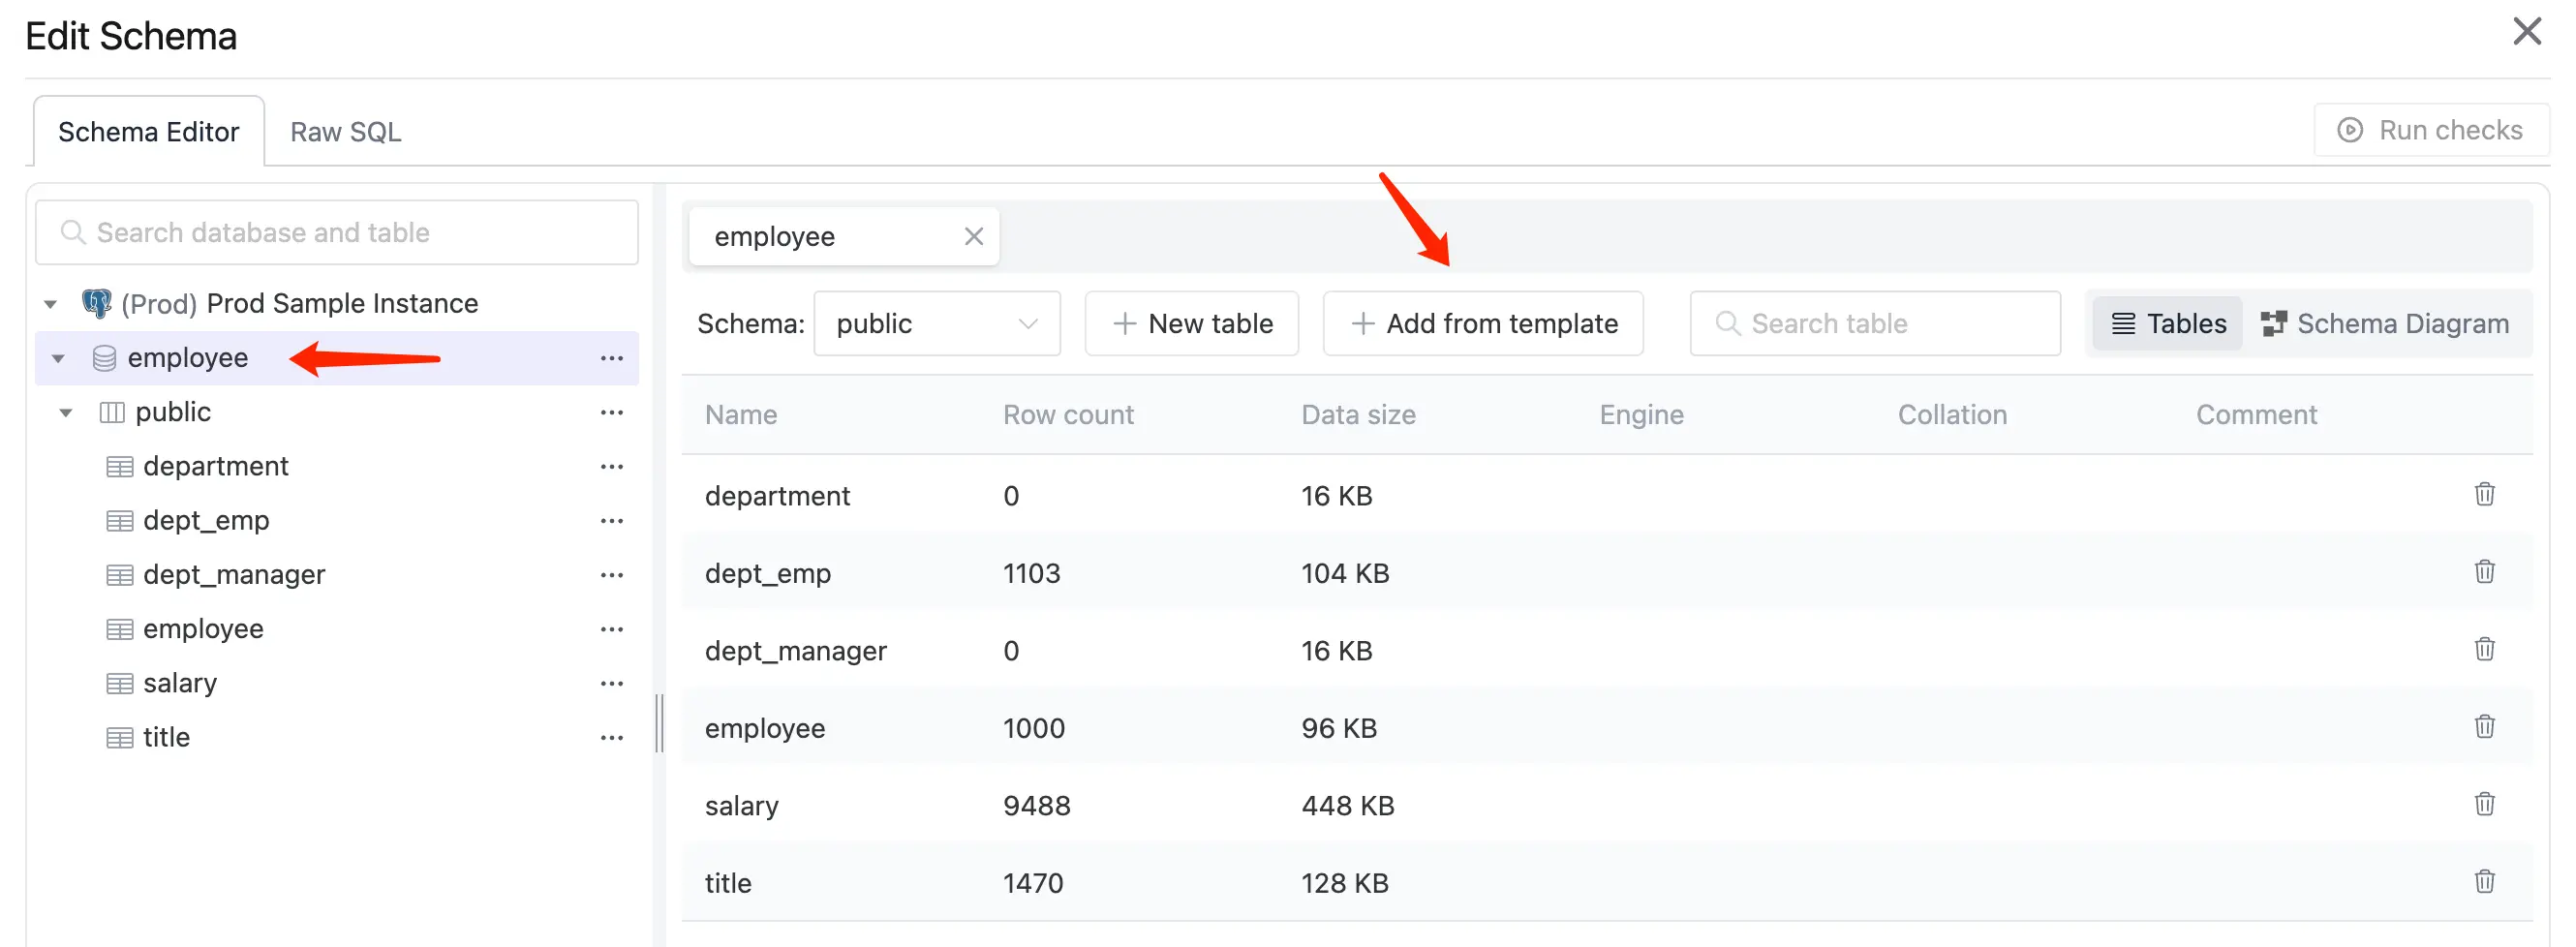 Edit Schema
Schema Editor
Raw SQL
Run checks
Search database and table
(Prod) Prod Sample Instance
employee
public
department
dept_emp
dept_manager
employee
salary
title
employee
Schema: public
New table
Add from template
Search table
Tables
Schema Diagram
Name Row count Data size Engine Collation Comment
department 0 16 KB
dept_emp 1103 104 KB
dept_manager 0 16 KB
employee 1000 96 KB
salary 9488 448 KB
title 1470 128 KB